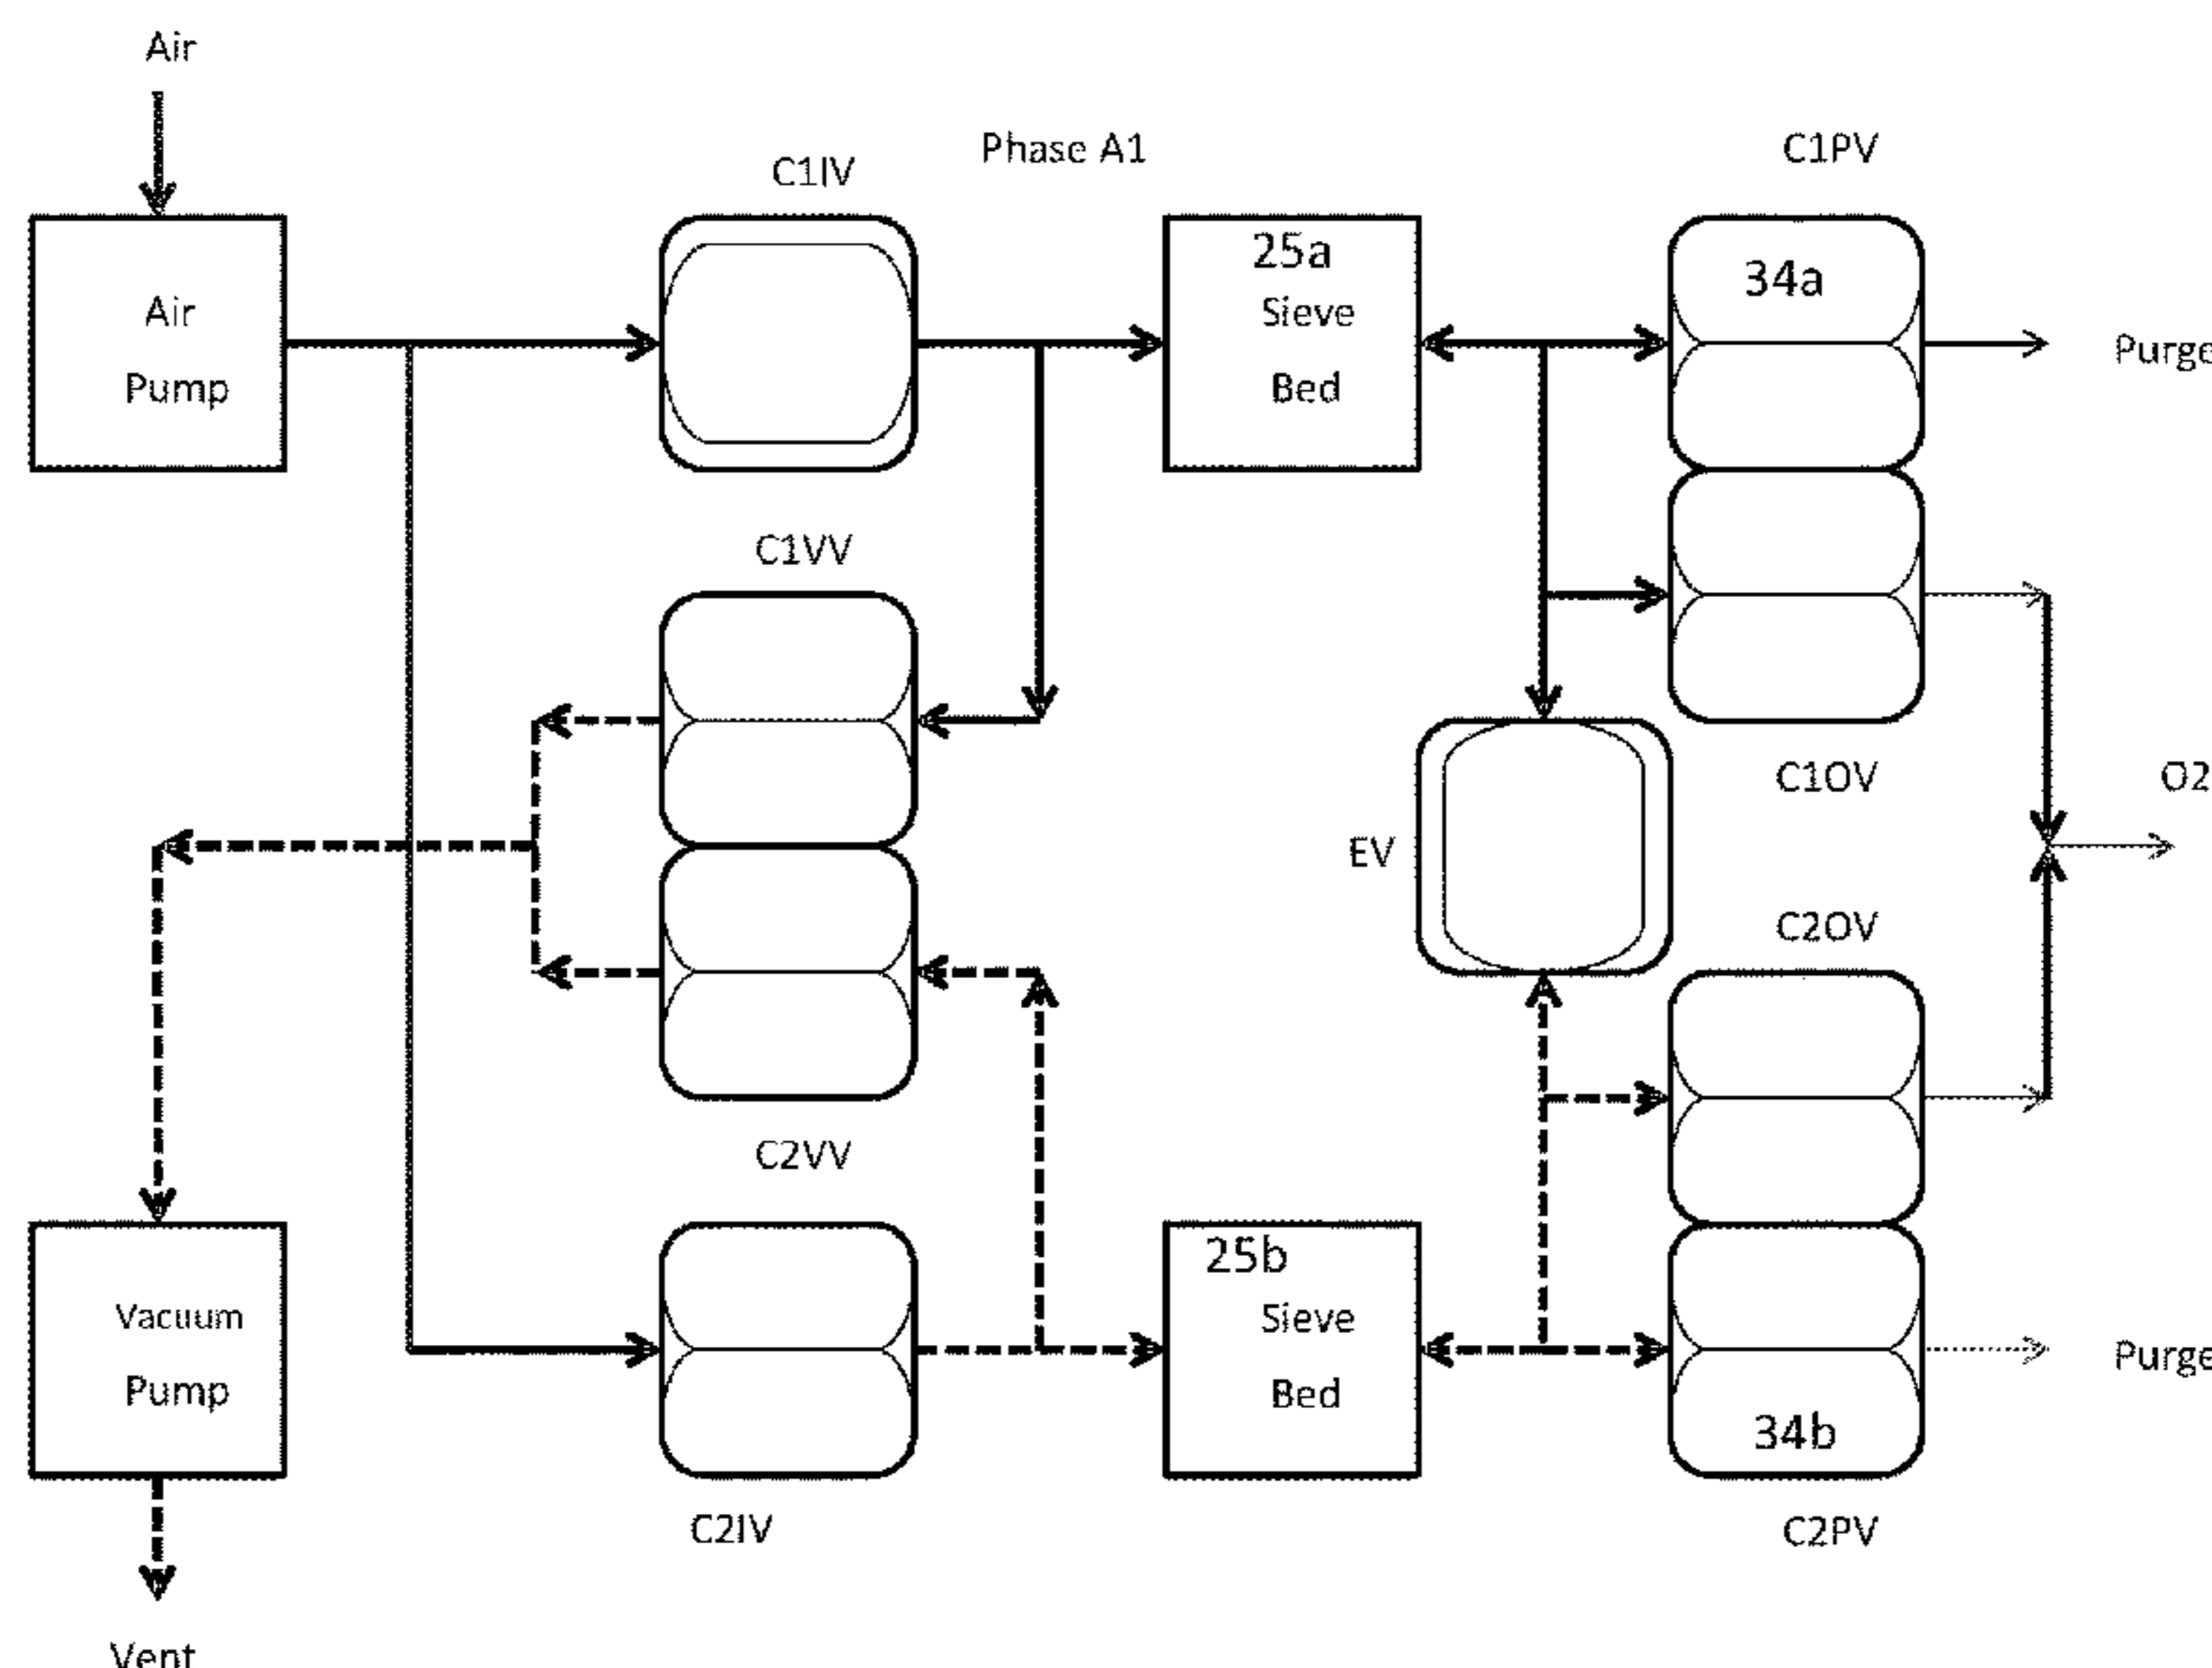 Air
Phase A1
C1IV
C1PV
25a
34a
Air
Pump
Sieve
Bed
Purge
C1VV
C1OV
O2
EV
C2OV
C2VV
25b
Vacuum
Pump
Sieve
Bed
Purge
34b
C2IV
C2PV
Vent